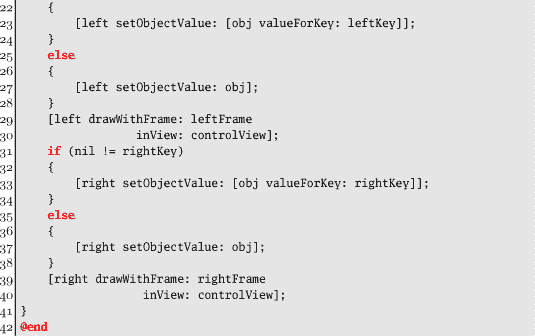 22     {
23         [left setObjectValue: [obj valueForKey: leftKey]];
24     }
25     else
26     {
27         [left setObjectValue: obj];
28     }
29     [left drawWithFrame: leftFrame
30                  inView: controlView];
31     if (nil != rightKey)
32     {
33         [right setObjectValue: [obj valueForKey: rightKey]];
34     }
35     else
36     {
37         [right setObjectValue: obj];
38     }
39     [right drawWithFrame: rightFrame
40                   inView: controlView];
41 }
42 @end